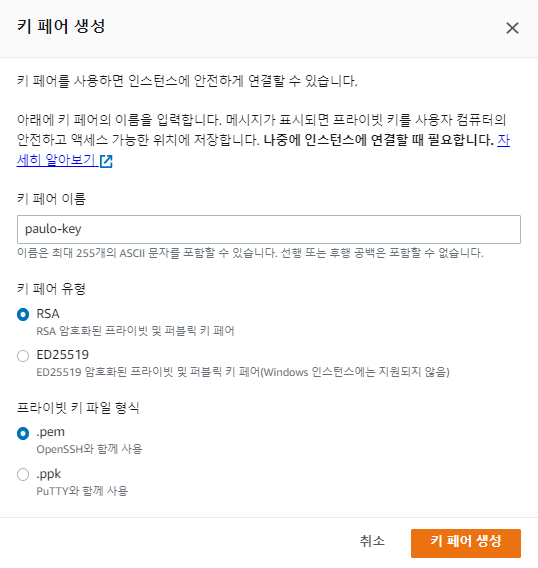 키 페어 생성
키 페어를 사용하면 인스턴스에 안전하게 연결할 수 있습니다.
아래에 키 페어의 이름을 입력합니다. 메시지가 표시되면 프라이빗 키를 사용자 컴퓨터의
안전하고 액세스 가능한 위치에 저장합니다. 나중에 인스턴스에 연결할 때 필요합니다. 자
세히 알아보기
키 페어 이름
paulo-key
이름은 최대 255개의 ASCII 문자를 포함할 수 있습니다. 선행 또는 후행 공백은 포함할 수 없습니다.
키 페어 유형
RSA
RSA 암호화된 프라이빗 및 퍼블릭 키 페어
ED25519
ED25519 암호화된 프라이빗 및 퍼블릭 키 페어(Windows 인스턴스에는 지원되지 않음)
프라이빗 키 파일 형식
.pem
OpenSSH와 함께 사용
.ppk
PuTTY와 함께 사용
취소
키 페어 생성